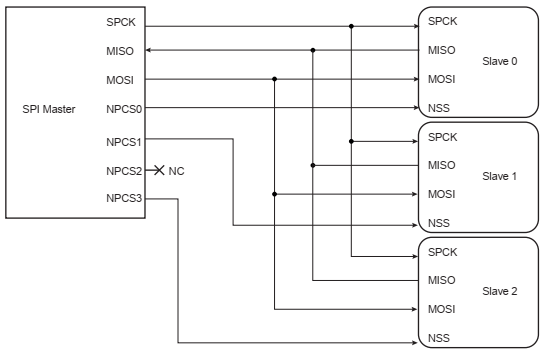 SPI Master
SPCK
MISO
MOSI
NPCS0
NPCS1
NPCS2
NC
NPCS3
SPCK
MISO
Slave 0
MOSI
NSS
SPCK
MISO
Slave 1
MOSI
NSS
SPCK
MISO
Slave 2
MOSI
NSS